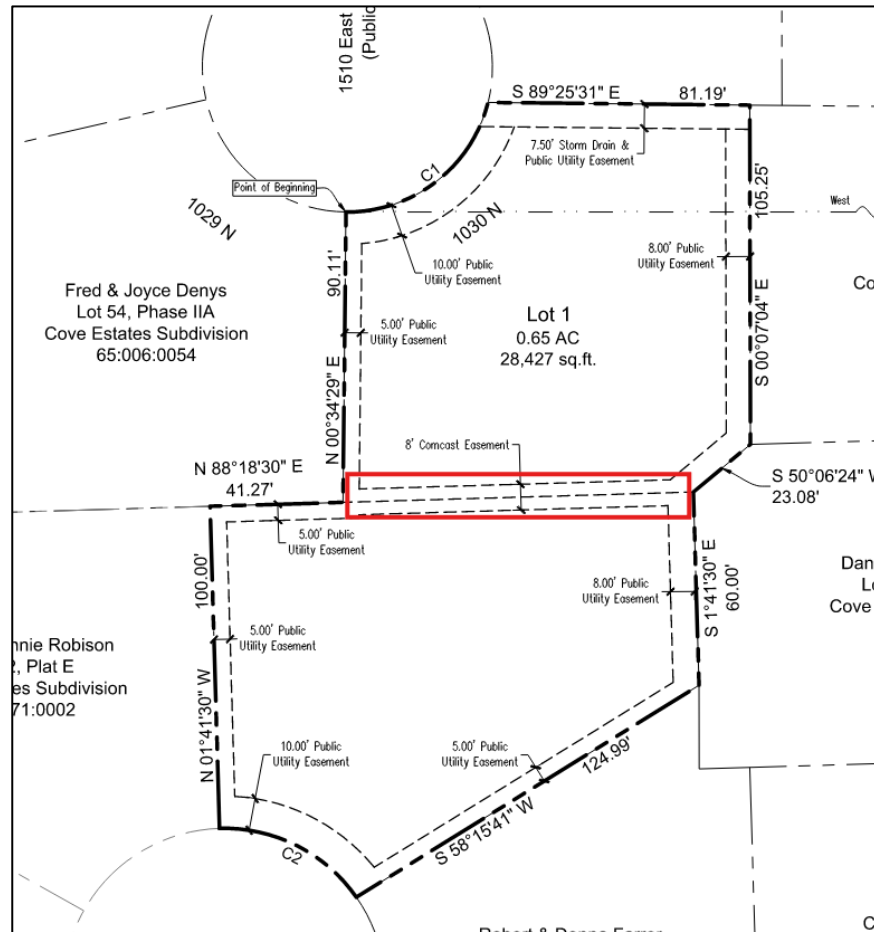 1510 East
(Public
S 89°25'31" E
81.19'
7.50' Storm Drain &
Public Utility Easement
C1
Point of Beginning
1029 N
1030 N
105.25'
West
90.11'
10.00' Public
Utility Easement
8.00' Public
Utility Easement
Fred & Joyce Denys
Lot 54, Phase IIA
Cove Estates Subdivision
65:006:0054
5.00' Public
Utility Easement
Lot 1
0.65 AC
28,427 sq.ft.
Co
S 00°07'04" E
N 00°34'29" E
8' Comcast Easement
N 88°18'30" E
41.27'
S 50°06'24" W
23.08'
5.00' Public
Utility Easement
100.00'
8.00' Public
Utility Easement
S 1°41'30" E
60.00'
Dan
Lo
Cove
nnie Robison
2, Plat E
es Subdivision
71:0002
5.00' Public
Utility Easement
N 01°41'30" W
10.00' Public
Utility Easement
5.00' Public
Utility Easement
124.99'
S 58°15'41" W
C2
C